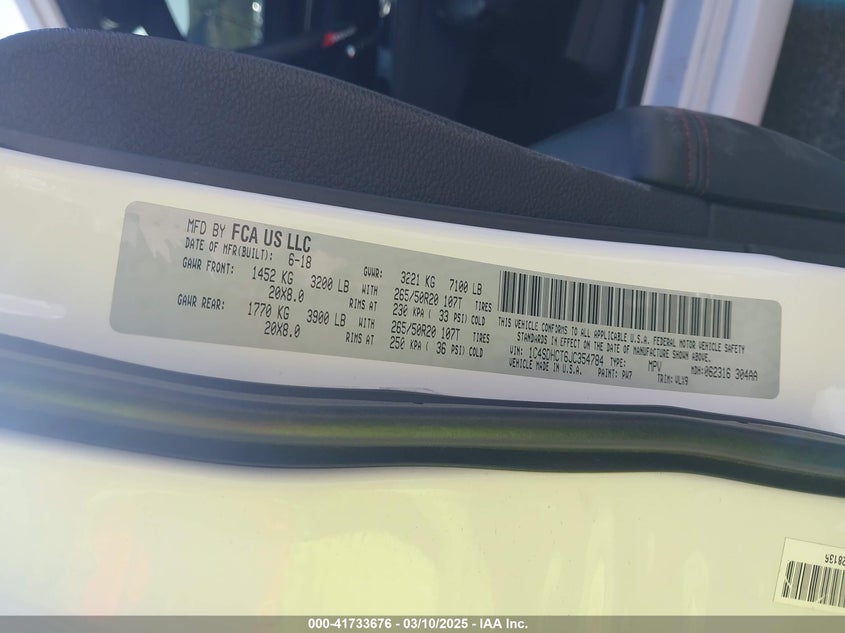 MFD BY FCA US LLC
DATE OF MFR(BUILT): 6-18
GVWR: 3221 KG 7100 LB
GAWR FRONT: 1452 KG 3200 LB WITH 265/50R20 107T TIRES
20X8.0 RIMS AT 230 KPA ( 33 PSI) COLD
GAWR REAR: 1770 KG 3900 LB WITH 265/50R20 107T TIRES
20X8.0 RIMS AT 250 KPA ( 36 PSI) COLD
THIS VEHICLE CONFORMS TO ALL APPLICABLE
U.S.A. FEDERAL MOTOR VEHICLE SAFETY
STANDARDS IN EFFECT ON THE DATE OF MANUFACTURE SHOWN ABOVE.
VIN: 1C4SDHCT6JC354784 TYPE: MPV MDH: 062316 304AA
VEHICLE MADE IN U.S.A. PAINT: PW7 TRIM: VLX9
000-41733676 - 03/10/2025 - IAA Inc.